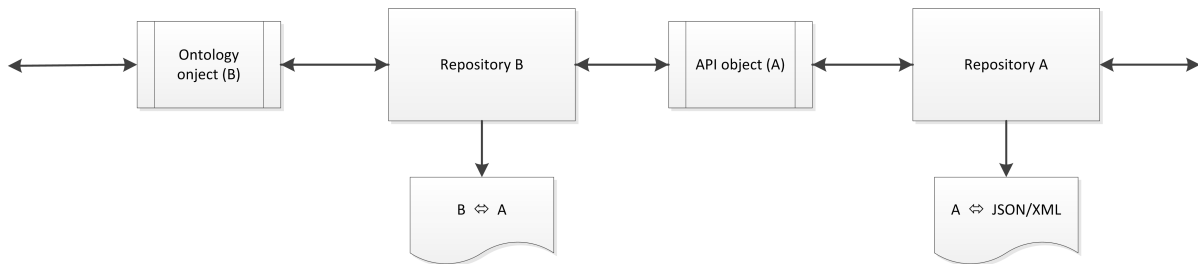 Ontology
onject (B)
Repository B
API object (A)
Repository A
B ⇔ A
A ⇔ JSON/XML